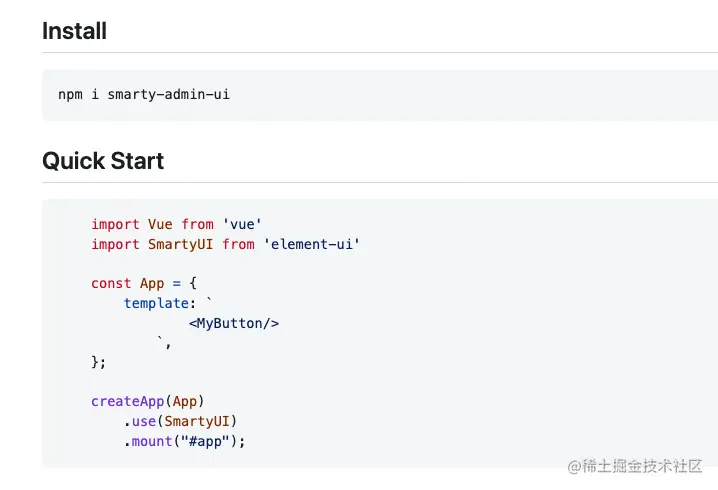 Install
npm i smarty-admin-ui
Quick Start
import Vue from 'vue'
import SmartyUI from 'element-ui'
const App = {
template: `
<MyButton/>
`,
};
createApp(App)
.use(SmartyUI)
.mount("#app");
@稀土掘金技术社区